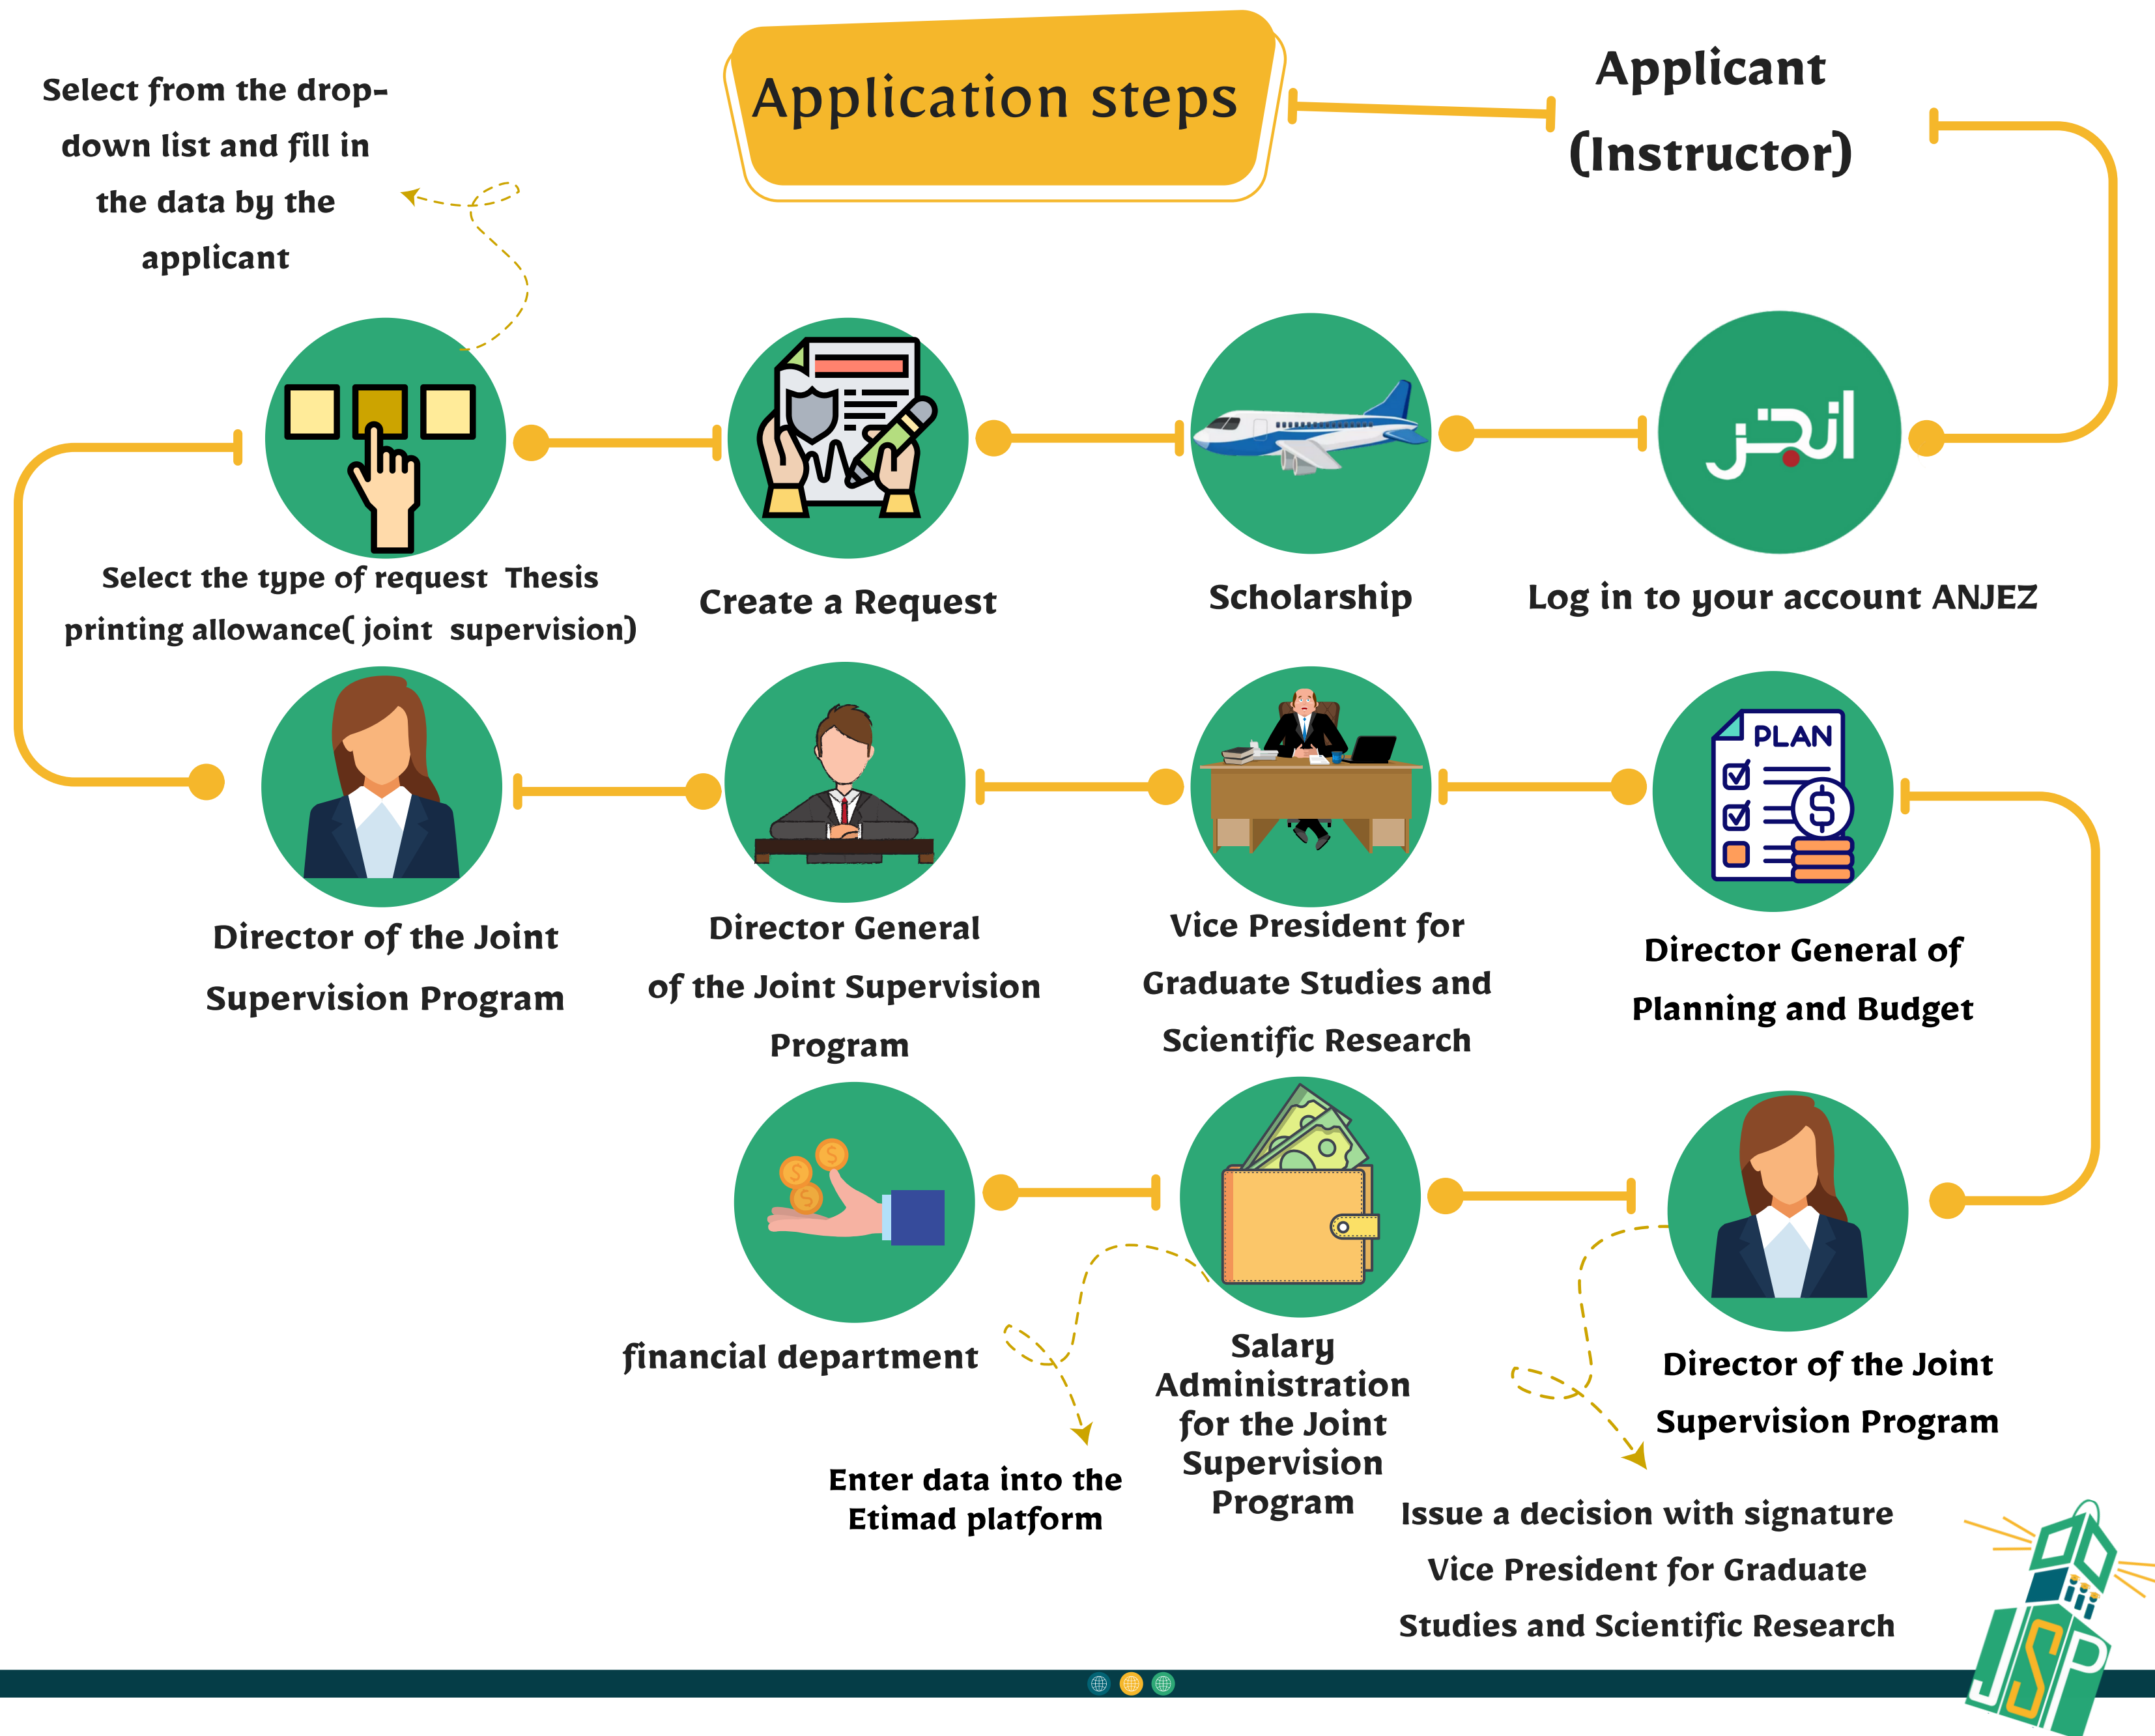 Application steps
Applicant
(Instructor)
Select from the drop-
down list and fill in
the data by the
applicant
انجز
Log in to your account ANJEZ
Scholarship
Create a Request
Select the type of request Thesis
printing allowance( joint supervision)
Director of the Joint
Supervision Program
Director General
of the Joint Supervision
Program
Vice President for
Graduate Studies and
Scientific Research
PLAN
$
Director General of
Planning and Budget
Director of the Joint
Supervision Program
Issue a decision with signature
Vice President for Graduate
Studies and Scientific Research
Salary
Administration
for the Joint
Supervision
Program
Enter data into the
Etimad platform
$
$
$
financial department
JSP